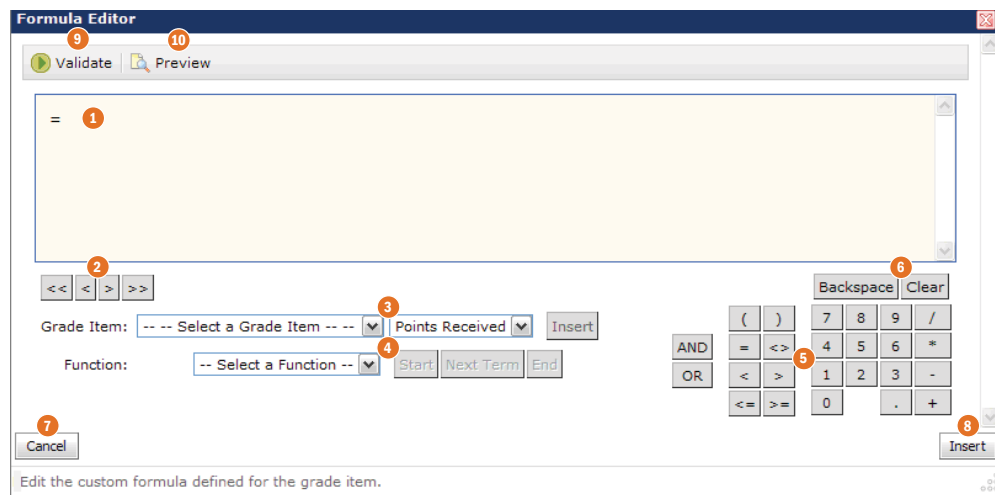 Formula Editor
9 10
Validate Preview
= 1
2 6
<< < > >> Backspace Clear
3
Grade Item: -- -- Select a Grade Item -- -- Points Received Insert ( ) 7 8 9 /
4
Function: -- Select a Function -- Start Next Term End AND = <> 5 4 5 6 *
OR < > 1 2 3 -
<= >= 0 . +
7 8
Cancel Insert
Edit the custom formula defined for the grade item.